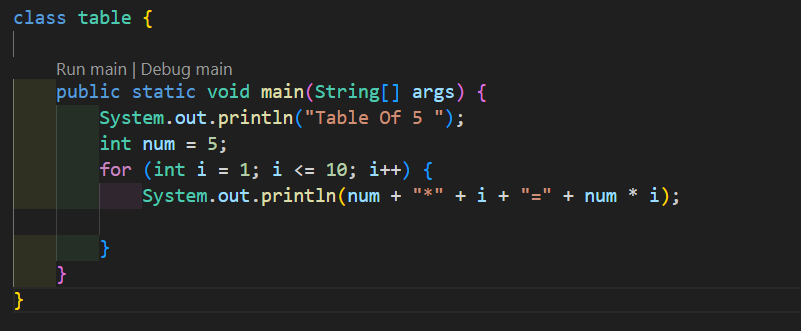 class table {
Run main | Debug main
public static void main(String[] args) {
System.out.println("Table Of 5 ");
int num = 5;
for (int i = 1; i <= 10; i++) {
System.out.println(num + "*" + i + "=" + num * i);
}
}
}